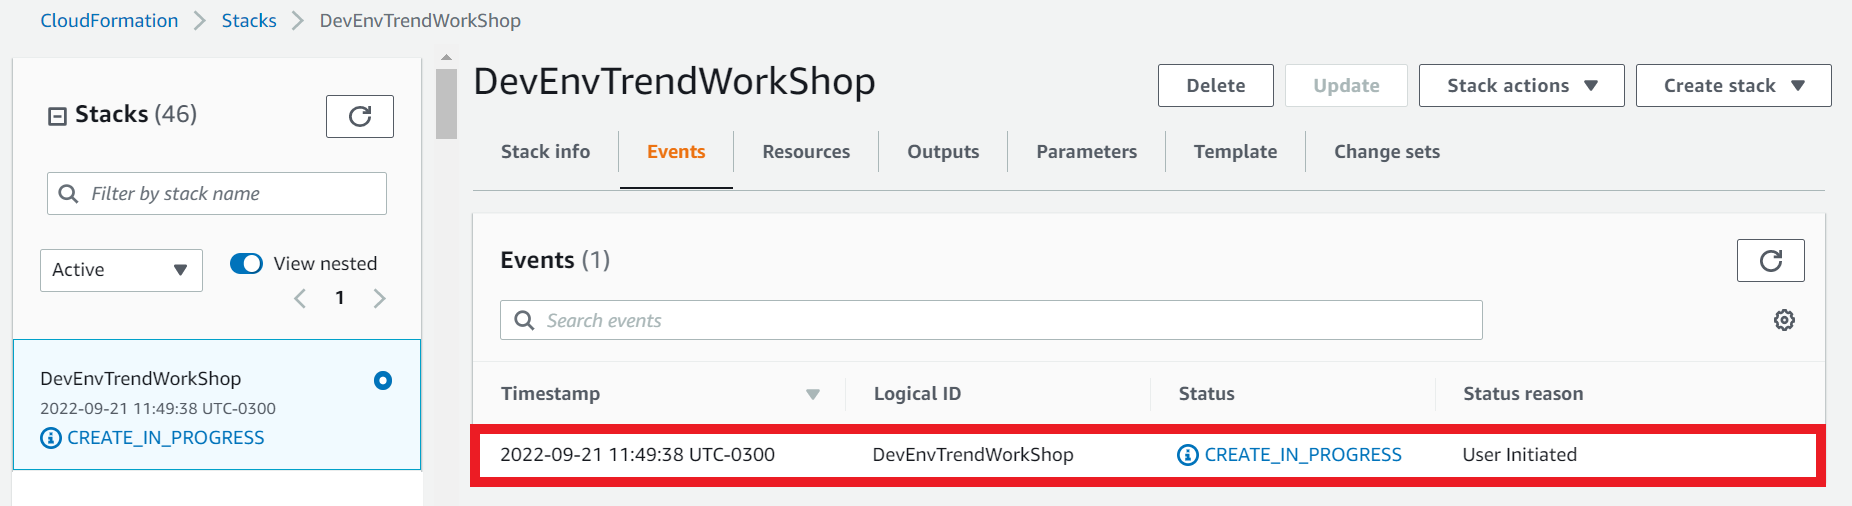 CloudFormation > Stacks > DevEnvTrendWorkShop
Stacks (46)
Filter by stack name
Active
View nested
1
DevEnvTrendWorkShop
2022-09-21 11:49:38 UTC-0300
CREATE_IN_PROGRESS
DevEnvTrendWorkShop
Delete Update Stack actions Create stack
Stack info Events Resources Outputs Parameters Template Change sets
Events (1)
Search events
Timestamp Logical ID Status Status reason
2022-09-21 11:49:38 UTC-0300 DevEnvTrendWorkShop CREATE_IN_PROGRESS User Initiated